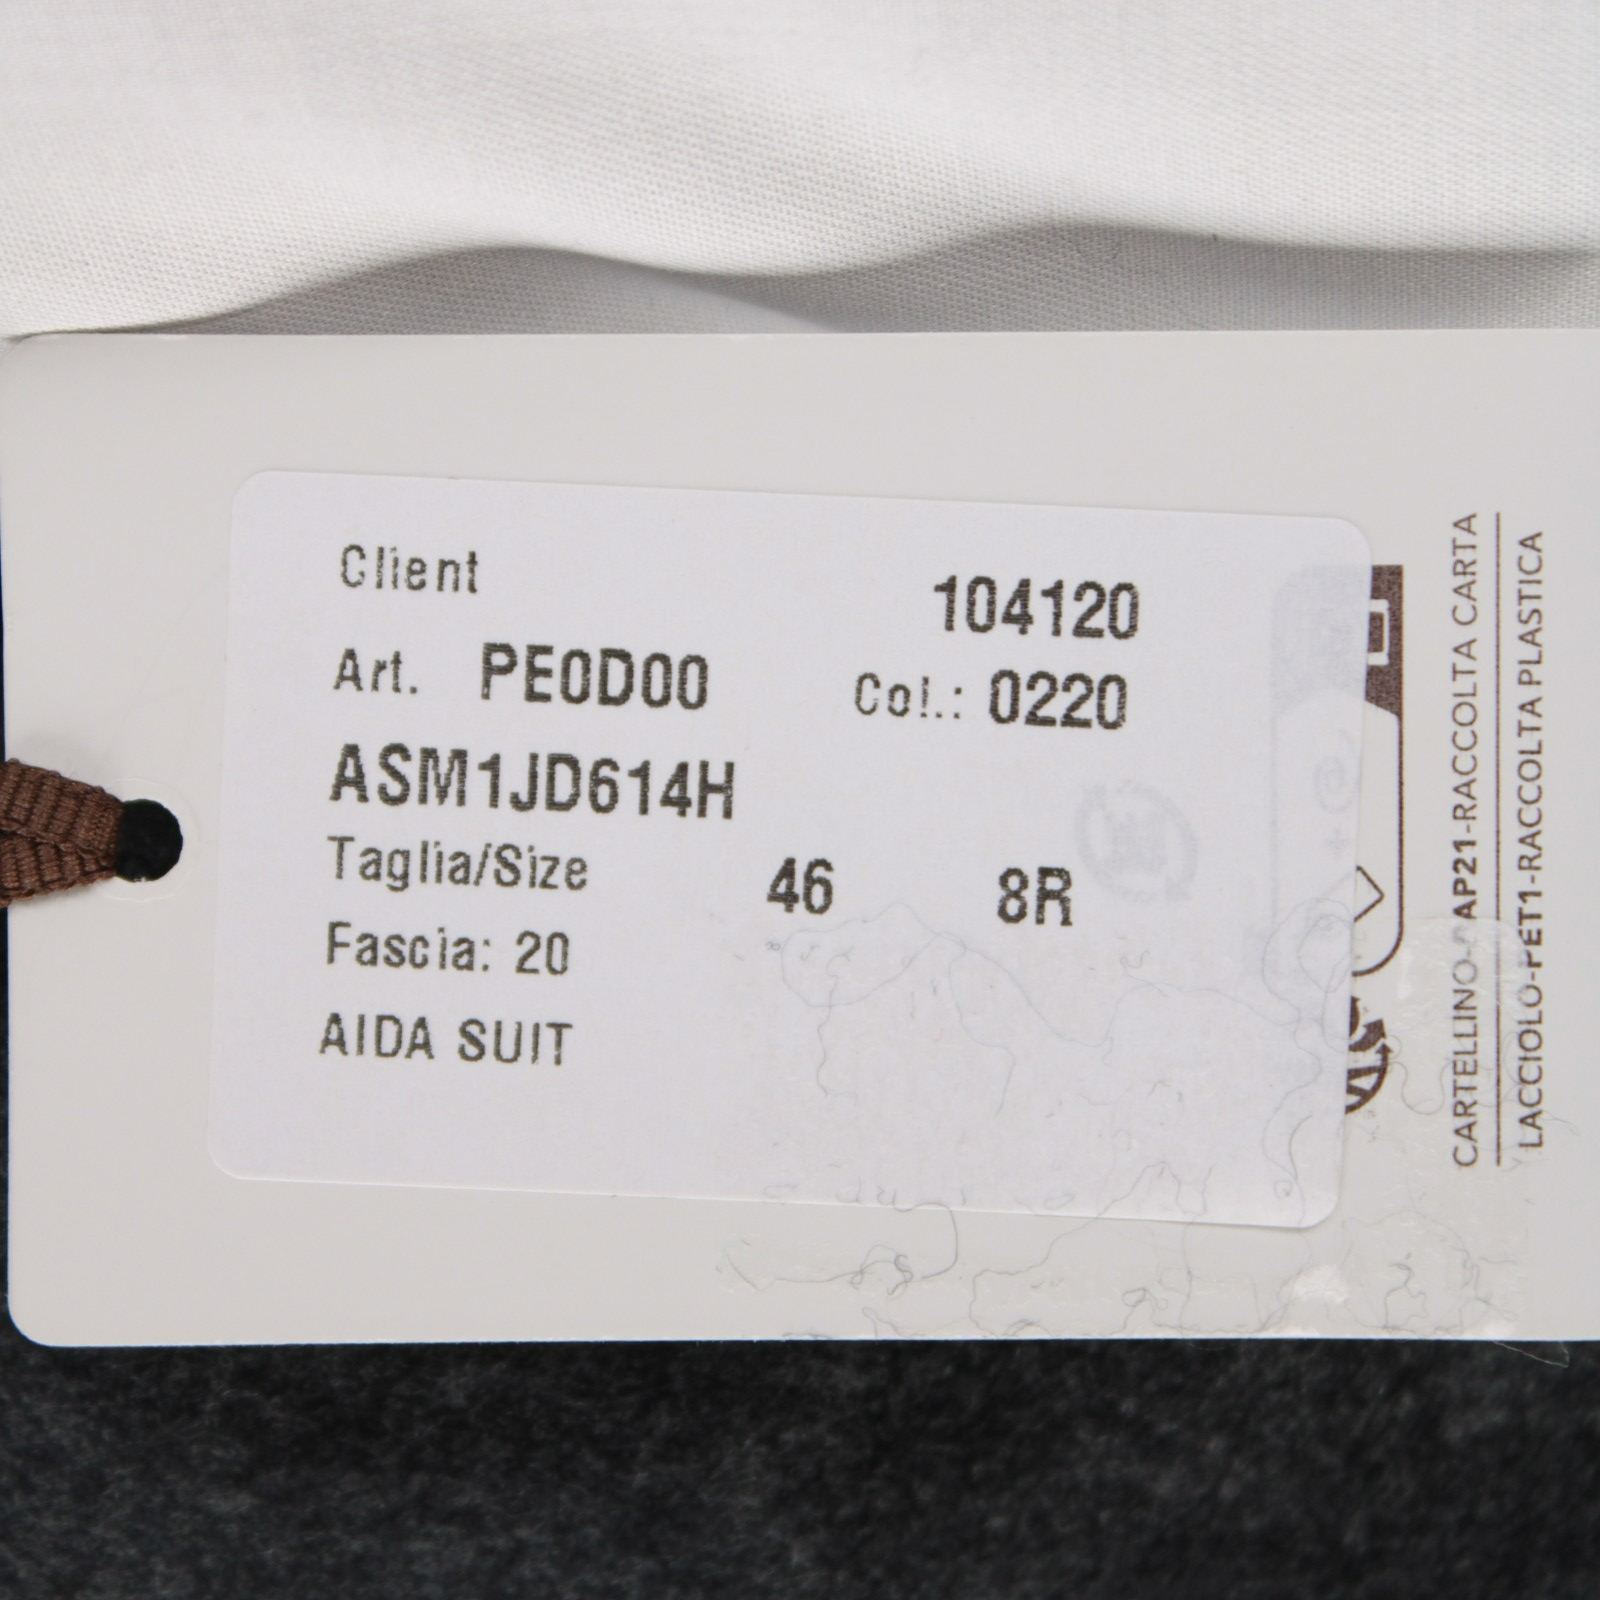 Client
104120
Art. PE0D00 Col.: 0220
ASM1JD614H
Taglia/Size 46 8R
Fascia: 20
AIDA SUIT
CARTELLINO-PAP21-RACCOLTA CARTA
LACCIOLO-PET1-RACCOLTA PLASTICA